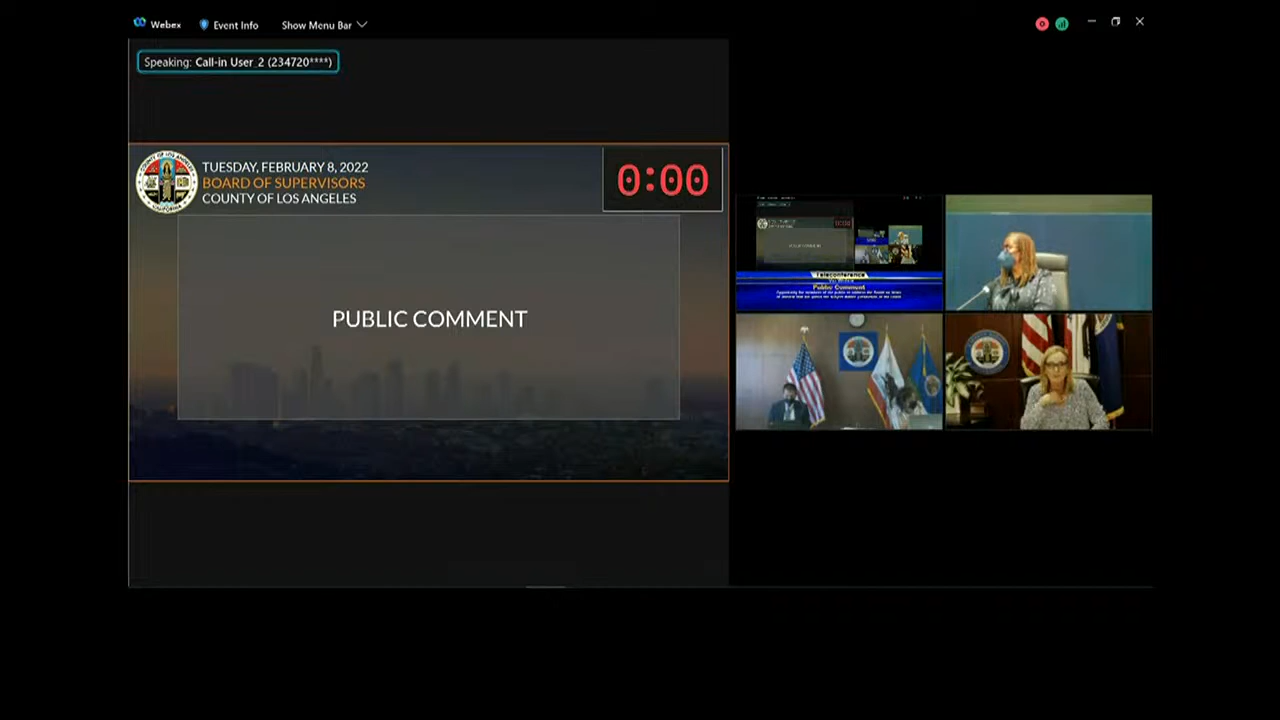 Webex
Event Info
Show Menu Bar
Speaking: Call-in User_2 (234720****)
TUESDAY, FEBRUARY 8, 2022
BOARD OF SUPERVISORS
COUNTY OF LOS ANGELES
0:00
PUBLIC COMMENT
Teleconference
Public Comment